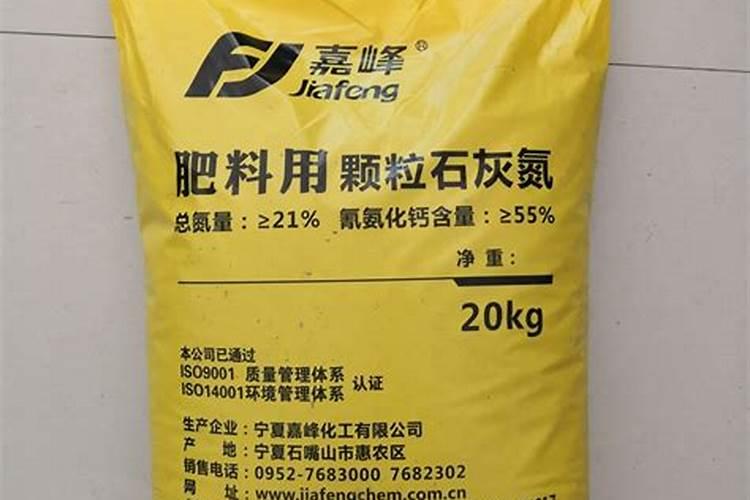 嘉峰®
Jiafeng
肥料用 颗粒石灰氮
总氮量：≥21% 氰氨化钙含量：≥55%
净 重：
20kg
本公司已通过
ISO9001 质量管理体系
ISO14001环境管理体系 认证
生产企业：宁夏嘉峰化工有限公司
产 地：宁夏石嘴山市惠农区
销售电话：0952-7683000 7682302
网 址：www.jiafengchem.com.cn